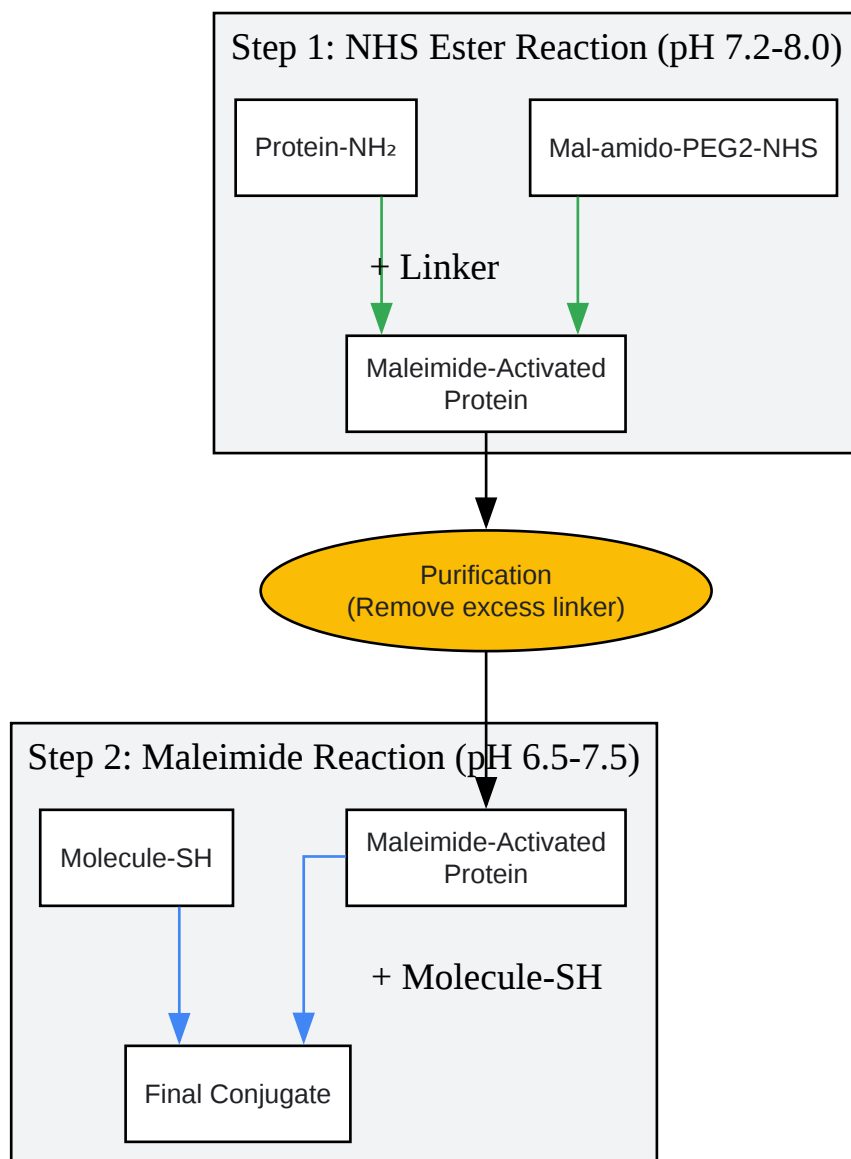 Step 1: NHS Ester Reaction (pH 7.2-8.0)
Protein-NH₂
Mal-amido-PEG2-NHS
+ Linker
Maleimide-Activated
Protein
Purification
(Remove excess linker)
Step 2: Maleimide Reaction (pH 6.5-7.5)
Molecule-SH
Maleimide-Activated
Protein
+ Molecule-SH
Final Conjugate